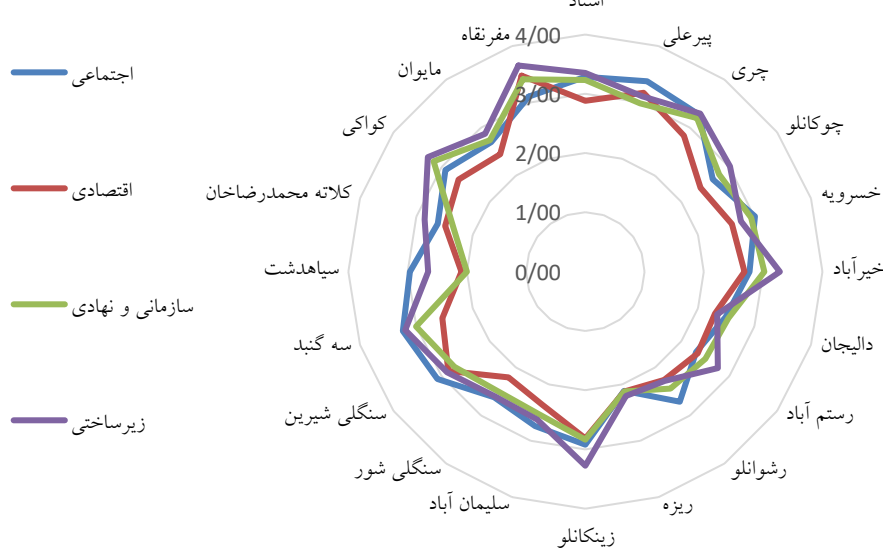 پیرعلی
چری
چوکانلو
خسرویه
خیرآباد
دالیجان
رستم آباد
رشوانلو
ریزه
زینکانلو
سلیمان آباد
سنگلی شور
سنگلی شیرین
سه گنبد
سیاهدشت
کلاته محمدرضاخان
کواکی
مایوان
مفرنقاه
4/00
3/00
2/00
1/00
0/00
اجتماعی
اقتصادی
سازمانی و نهادی
زیرساختی